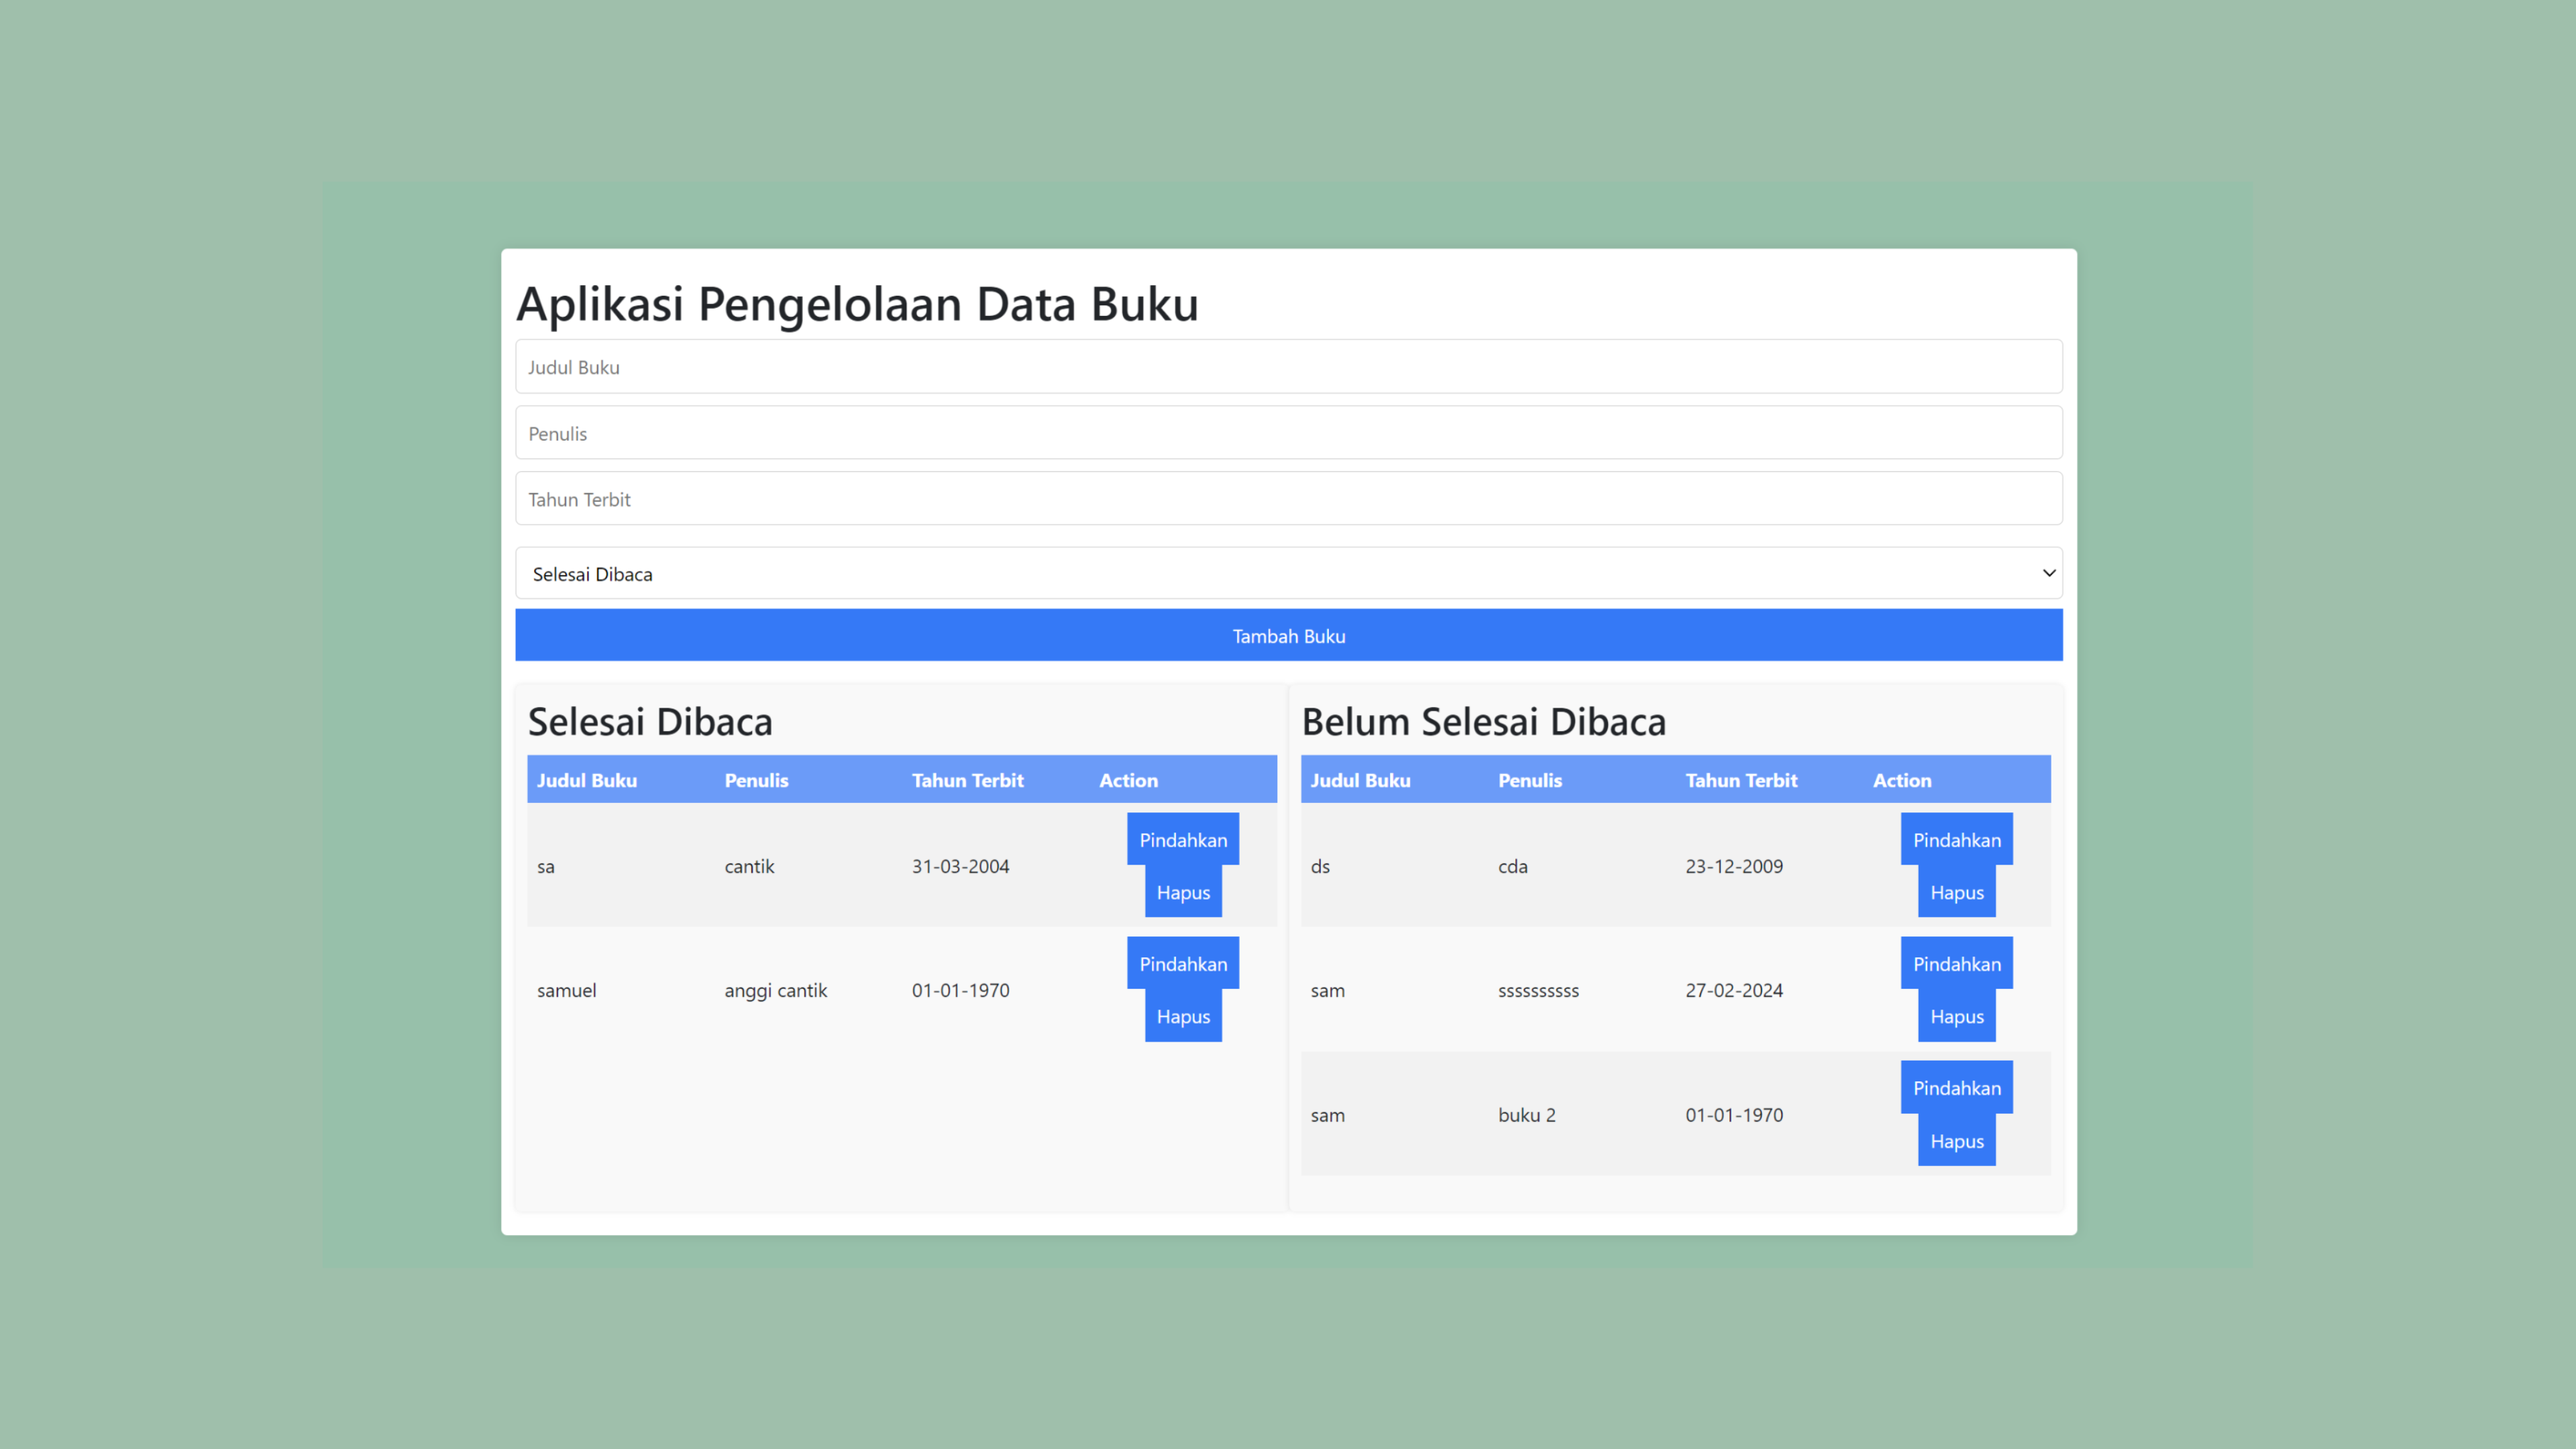 Aplikasi Pengelolaan Data Buku
Judul Buku
Penulis
Tahun Terbit
Selesai Dibaca
Tambah Buku
Selesai Dibaca
Judul Buku Penulis Tahun Terbit Action
sa cantik 31-03-2004 Pindahkan
Hapus
samuel anggi cantik 01-01-1970 Pindahkan
Hapus
Belum Selesai Dibaca
Judul Buku Penulis Tahun Terbit Action
ds cda 23-12-2009 Pindahkan
Hapus
sam ssssssssss 27-02-2024 Pindahkan
Hapus
sam buku 2 01-01-1970 Pindahkan
Hapus